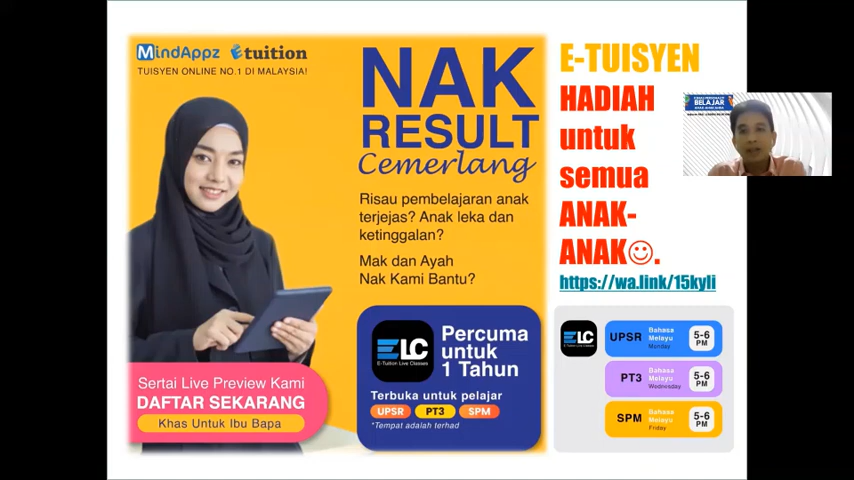 MindAppz Etuition
TUISYEN ONLINE NO.1 DI MALAYSIA!
NAK
RESULT
Cemerlang
Risau pembelajaran anak
terjejas? Anak leka dan
ketinggalan?
Mak dan Ayah
Nak Kami Bantu?
ELC
E-Tuition Live Classes
Percuma
untuk
1 Tahun
Terbuka untuk pelajar
UPSR PT3 SPM
*Tempat adalah terhad
Sertai Live Preview Kami
DAFTAR SEKARANG
Khas Untuk Ibu Bapa
E-TUISYEN
HADIAH
untuk
semua
ANAK-
ANAK☺.
https://wa.link/15kyli
ELC
UPSR Bahasa Melayu Monday 5-6 PM
PT3 Bahasa Melayu Wednesday 5-6 PM
SPM Bahasa Melayu Friday 5-6 PM
BELAJAR